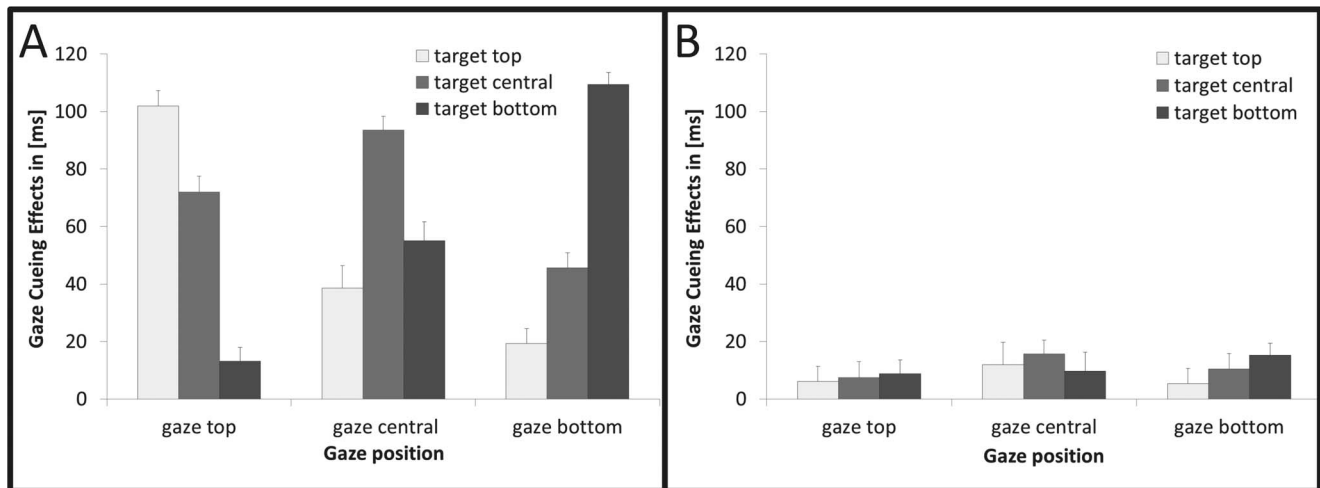 A
120
100
80
60
40
20
0
Gaze Cueing Effects in [ms]
target top
target central
target bottom
gaze top
gaze central
gaze bottom
Gaze position
B
120
100
80
60
40
20
0
Gaze Cueing Effects in [ms]
target top
target central
target bottom
gaze top
gaze central
gaze bottom
Gaze position